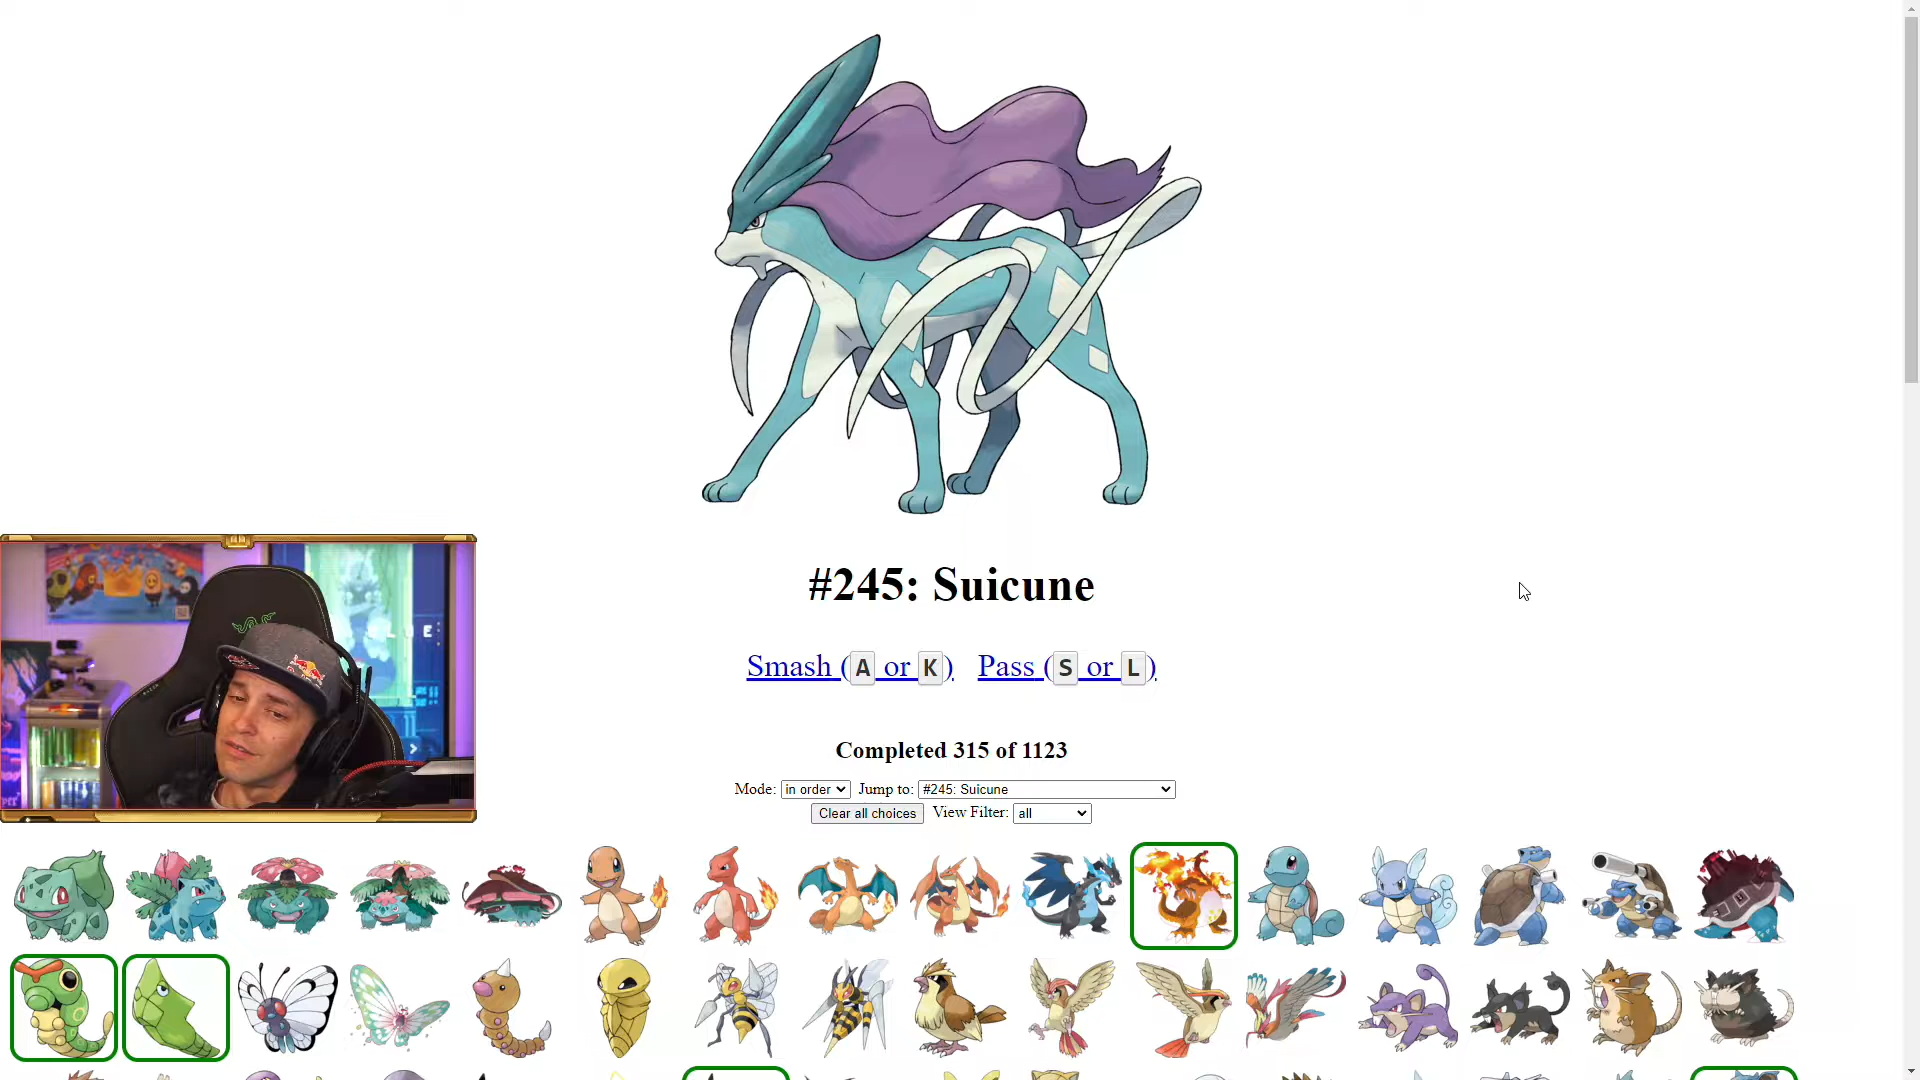 #245: Suicune
Smash (A or K) Pass (S or L)
Completed 315 of 1123
Mode: in order Jump to: #245: Suicune
Clear all choices View Filter: all
BLUE